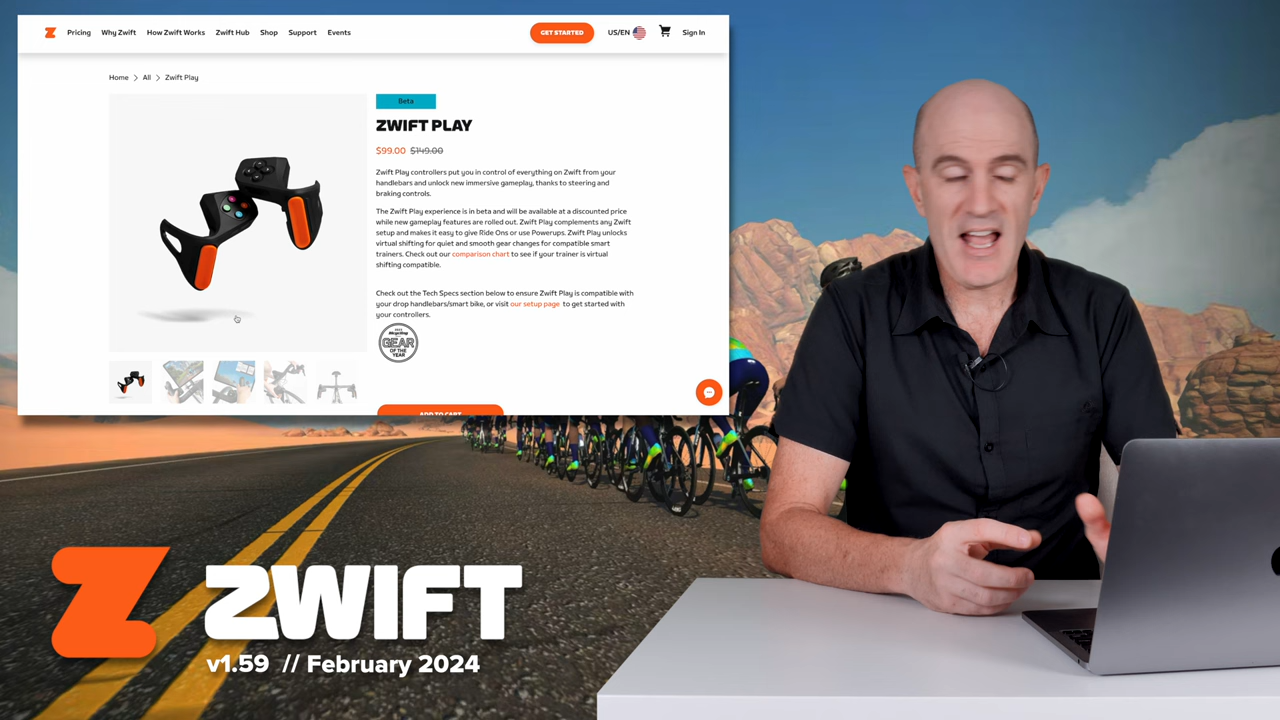 Pricing
Why Zwift
How Zwift Works
Zwift Hub
Shop
Support
Events
GET STARTED
US/EN
Sign In
Home > All > Zwift Play
Beta
ZWIFT PLAY
$99.00 $149.00
Zwift Play controllers put you in control of everything on Zwift from your
handlebars and unlock new immersive gameplay, thanks to steering and
braking controls.
The Zwift Play experience is in beta and will be available at a discounted price
while new gameplay features are rolled out. Zwift Play complements any Zwift
setup and makes it easy to give Ride Ons or use Powerups. Zwift Play unlocks
virtual shifting for quiet and smooth gear changes for compatible smart
trainers. Check out our comparison chart to see if your trainer is virtual
shifting compatible.
Check out the Tech Specs section below to ensure Zwift Play is compatible with
your drop handlebars/smart bike, or visit our setup page to get started with
your controllers.
Bicycling
GEAR
OF THE
YEAR
ADD TO CART
ZWIFT
v1.59 // February 2024